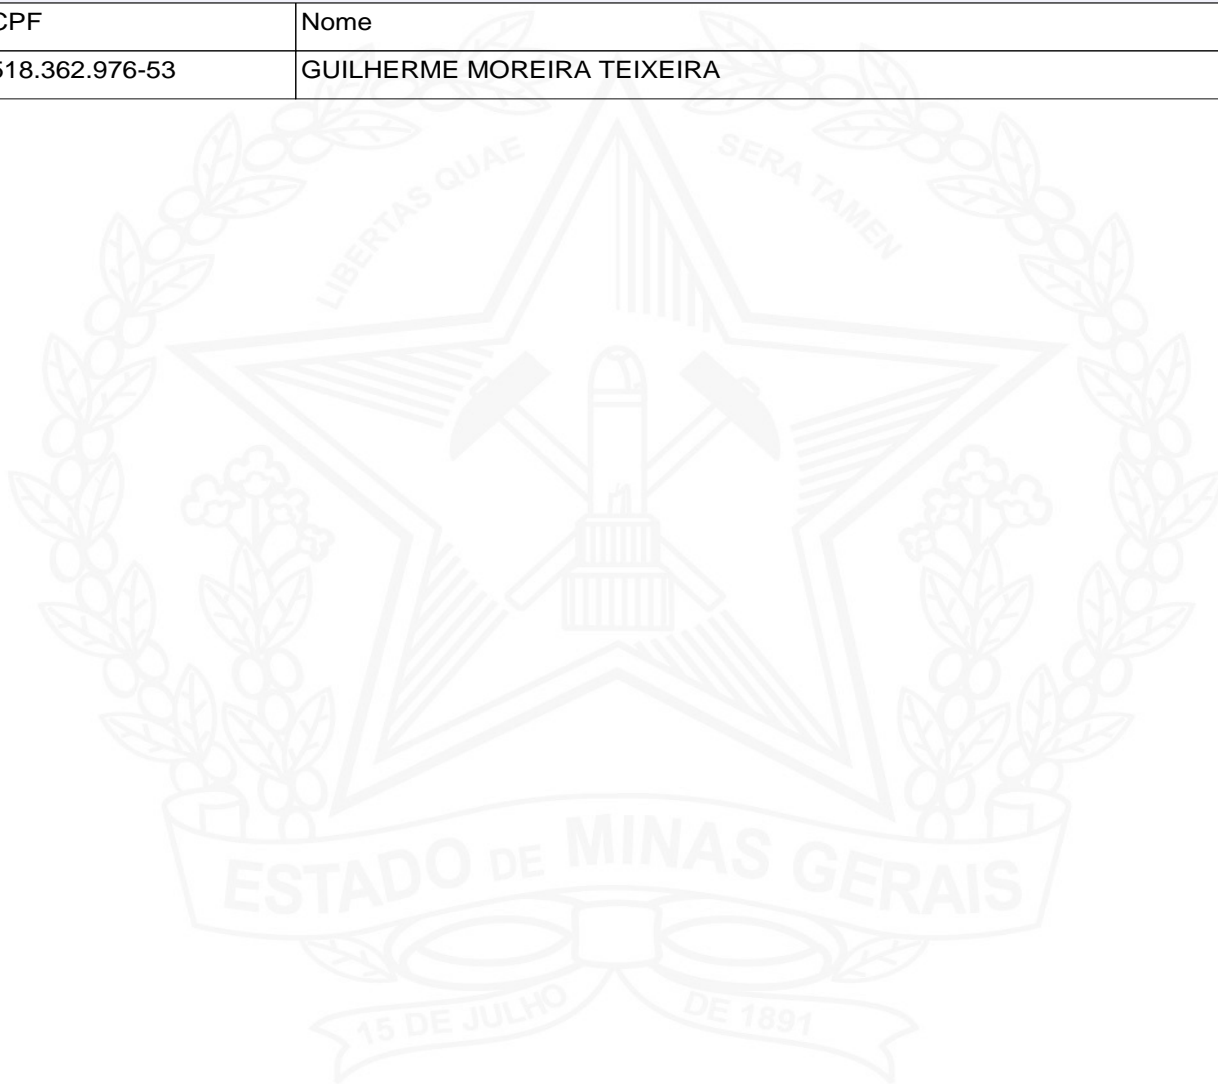 CPF Nome
518.362.976-53 GUILHERME MOREIRA TEIXEIRA
LIBERTAS QUAE SERA TAMEN
ESTADO DE MINAS GERAIS
15 DE JULHO DE 1891